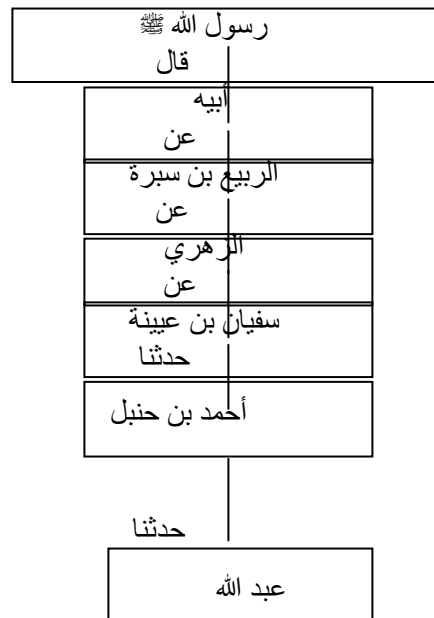 رسول الله ﷺ
قال
أبيه
عن
الربيع بن سبرة
عن
الزهري
عن
سفيان بن عيينة
حدثنا
أحمد بن حنبل
حدثنا
عبد الله